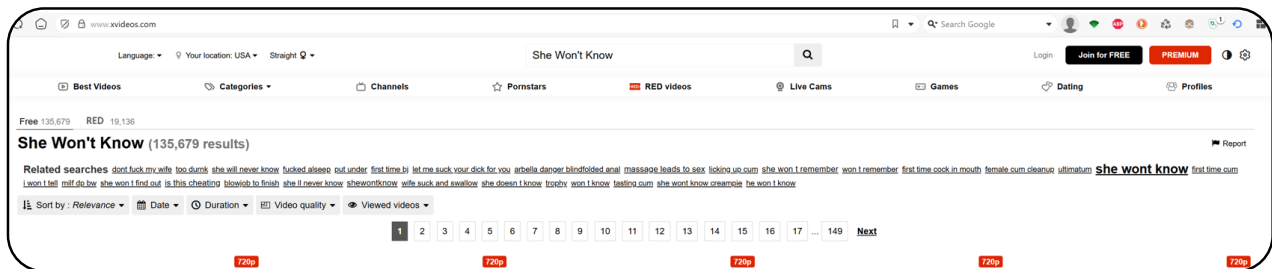 www.xvideos.com Search Google ABP 1
Language: Your location: USA Straight She Won't Know Login Join for FREE PREMIUM
Best Videos Categories Channels Pornstars RED RED videos Live Cams Games Dating Profiles
Free 135,679 RED 19,136
She Won't Know (135,679 results) Report
Related searches dont fuck my wife too durnk she will never know fucked alseep put under first time bj let me suck your dick for you arbella danger blindfolded anal massage leads to sex licking up cum she won t remember won t remember first time cock in mouth female cum cleanup ultimatum she wont know first time cum
i won t tell milf dp bw she won t find out is this cheating blowjob to finish she ll never know shewontknow wife suck and swallow she doesn t know trophy won t know tasting cum she wont know creampie he won t know
Sort by : Relevance Date Duration Video quality Viewed videos
1 2 3 4 5 6 7 8 9 10 11 12 13 14 15 16 17 ... 149 Next
720p 720p 720p 720p 720p